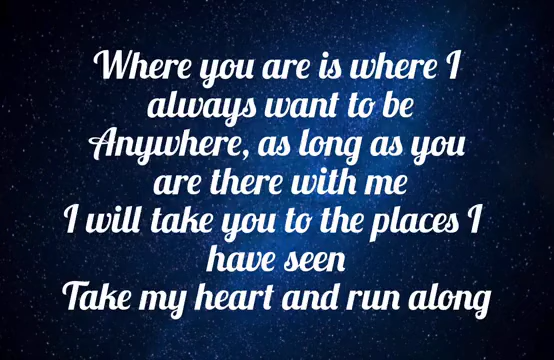 Where you are is where I
always want to be
Anywhere, as long as you
are there with me
I will take you to the places I
have seen
Take my heart and run along